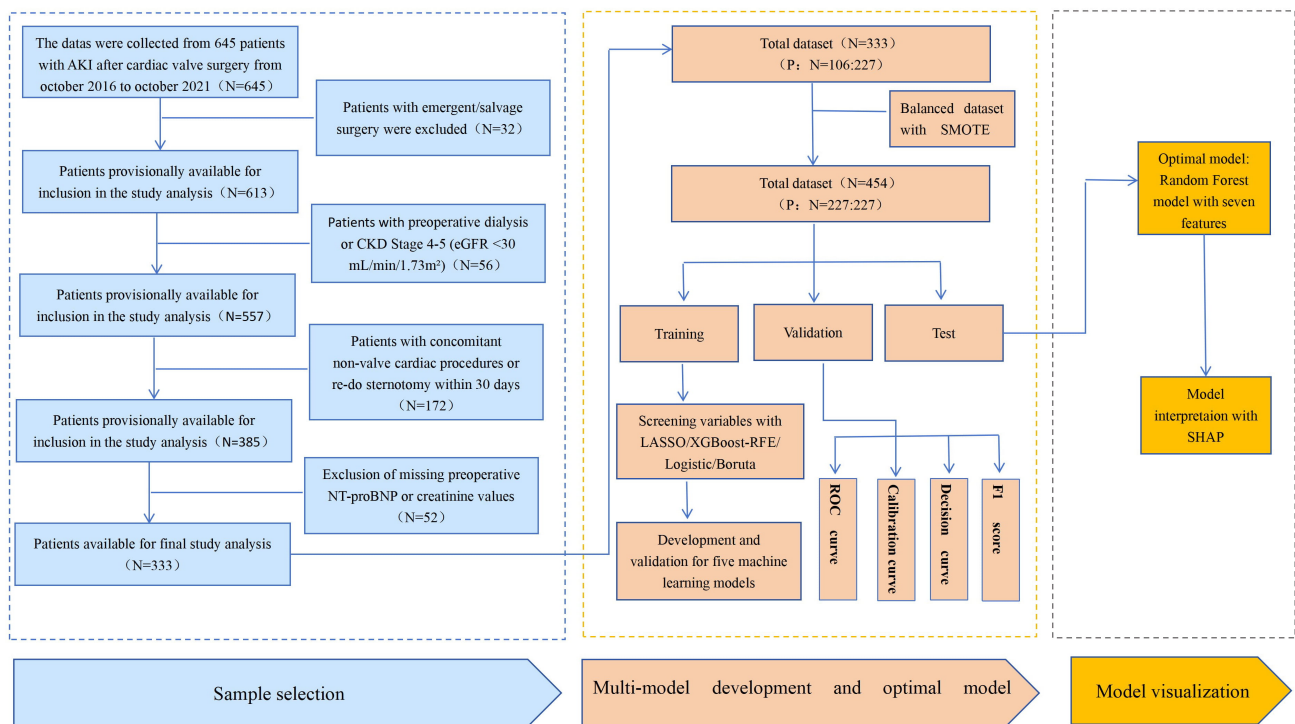 The datas were collected from 645 patients
with AKI after cardiac valve surgery from
october 2016 to october 2021（N=645）
Patients with emergent/salvage
surgery were excluded（N=32）
Patients provisionally available for
inclusion in the study analysis（N=613）
Patients with preoperative dialysis
or CKD Stage 4-5 (eGFR <30
mL/min/1.73m²)（N=56）
Patients provisionally available for
inclusion in the study analysis（N=557）
Patients with concomitant
non-valve cardiac procedures or
re-do sternotomy within 30 days
（N=172）
Patients provisionally available for
inclusion in the study analysis（N=385）
Exclusion of missing preoperative
NT-proBNP or creatinine values
（N=52）
Patients available for final study analysis
（N=333）
Sample selection
Total dataset（N=333）
（P：N=106:227）
Balanced dataset
with SMOTE
Total dataset（N=454）
（P：N=227:227）
Training
Validation
Test
Screening variables with
LASSO/XGBoost-RFE/
Logistic/Boruta
Development and
validation for five machine
learning models
ROC curve
Calibration curve
Decision curve
F1 score
Multi-model development and optimal model
Optimal model:
Random Forest
model with seven
features
Model
interpretaion with
SHAP
Model visualization